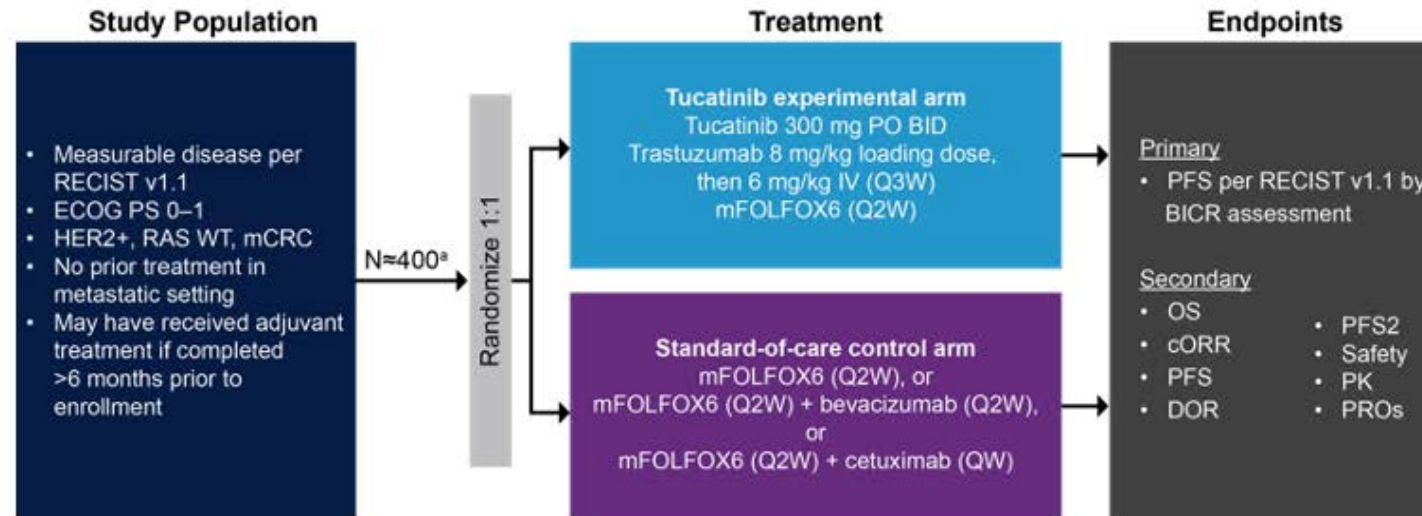 Study Population
Treatment
Endpoints
• Measurable disease per
RECIST v1.1
• ECOG PS 0–1
• HER2+, RAS WT, mCRC
• No prior treatment in
metastatic setting
• May have received adjuvant
treatment if completed
>6 months prior to
enrollment
N≈400ª
Randomize 1:1
Tucatinib experimental arm
Tucatinib 300 mg PO BID
Trastuzumab 8 mg/kg loading dose,
then 6 mg/kg IV (Q3W)
mFOLFOX6 (Q2W)
Standard-of-care control arm
mFOLFOX6 (Q2W), or
mFOLFOX6 (Q2W) + bevacizumab (Q2W),
or
mFOLFOX6 (Q2W) + cetuximab (QW)
Primary
• PFS per RECIST v1.1 by
BICR assessment
Secondary
• OS
• cORR
• PFS
• DOR
• PFS2
• Safety
• PK
• PROs